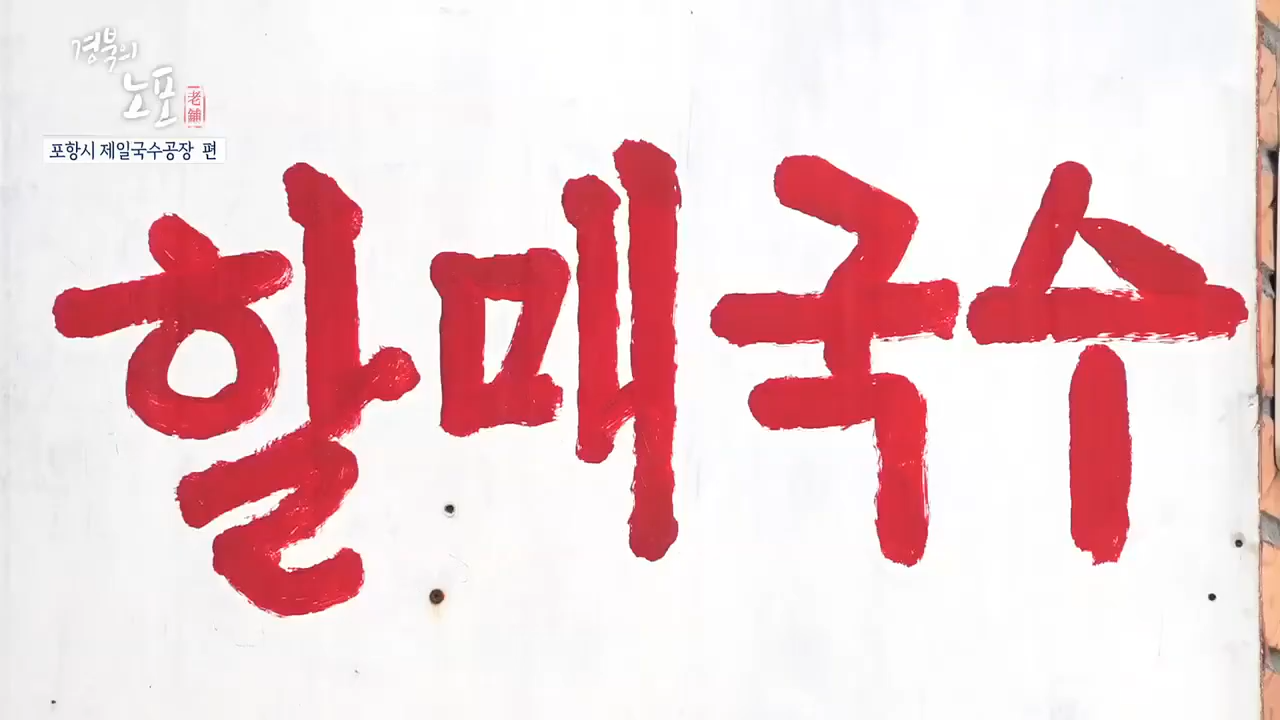 경북의
노포
老鋪
포항시 제일국수공장 편
할매국수